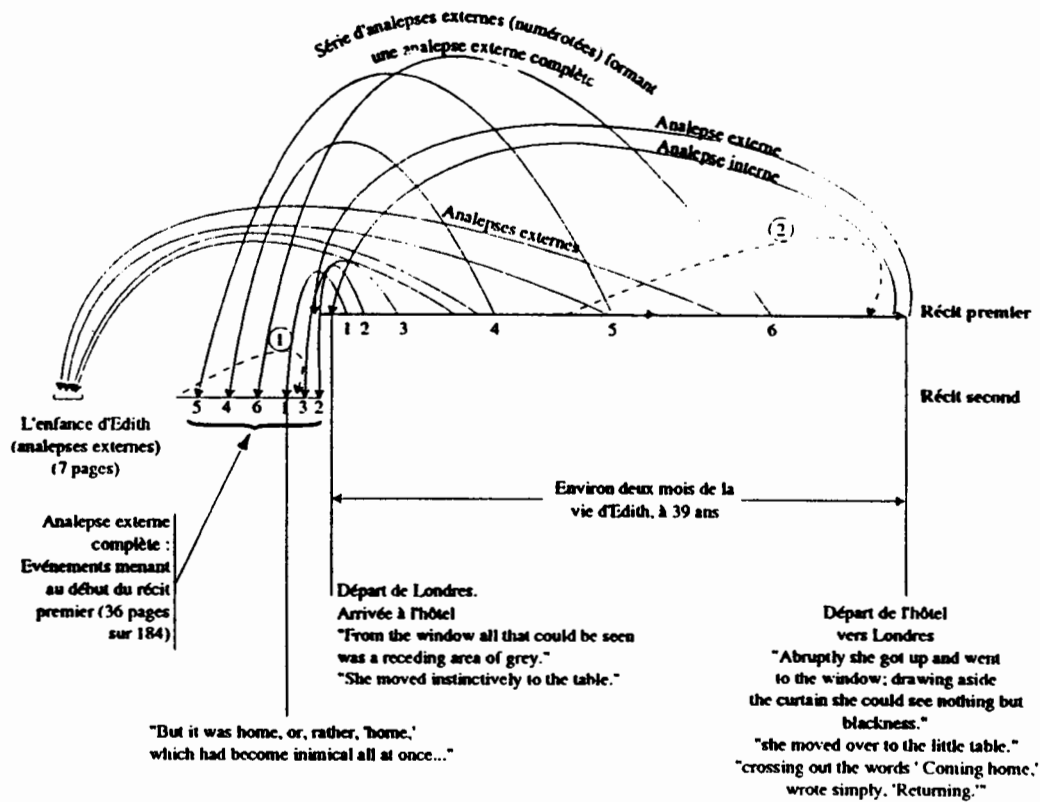 Série d'analepses externes (numérotées) formant
une analepse externe complète
Analepse externe
Analepse interne
Analepses externes
2
1
1 2 3 4 5 6
Récit premier
5 4 6 1 3 2
Récit second
L'enfance d'Edith
(analepses externes)
(7 pages)
Environ deux mois de la
vie d'Edith, à 39 ans
Analepse externe
complète :
Evénements menant
au début du récit
premier (36 pages
sur 184)
Départ de Londres.
Arrivée à l'hôtel
"From the window all that could be seen
was a receding area of grey."
"She moved instinctively to the table."
Départ de l'hôtel
vers Londres
"Abruptly she got up and went
to the window; drawing aside
the curtain she could see nothing but
blackness."
"she moved over to the little table."
"crossing out the words ' Coming home,'
wrote simply, 'Returning.'"
"But it was home, or, rather, 'home,'
which had become inimical all at once..."